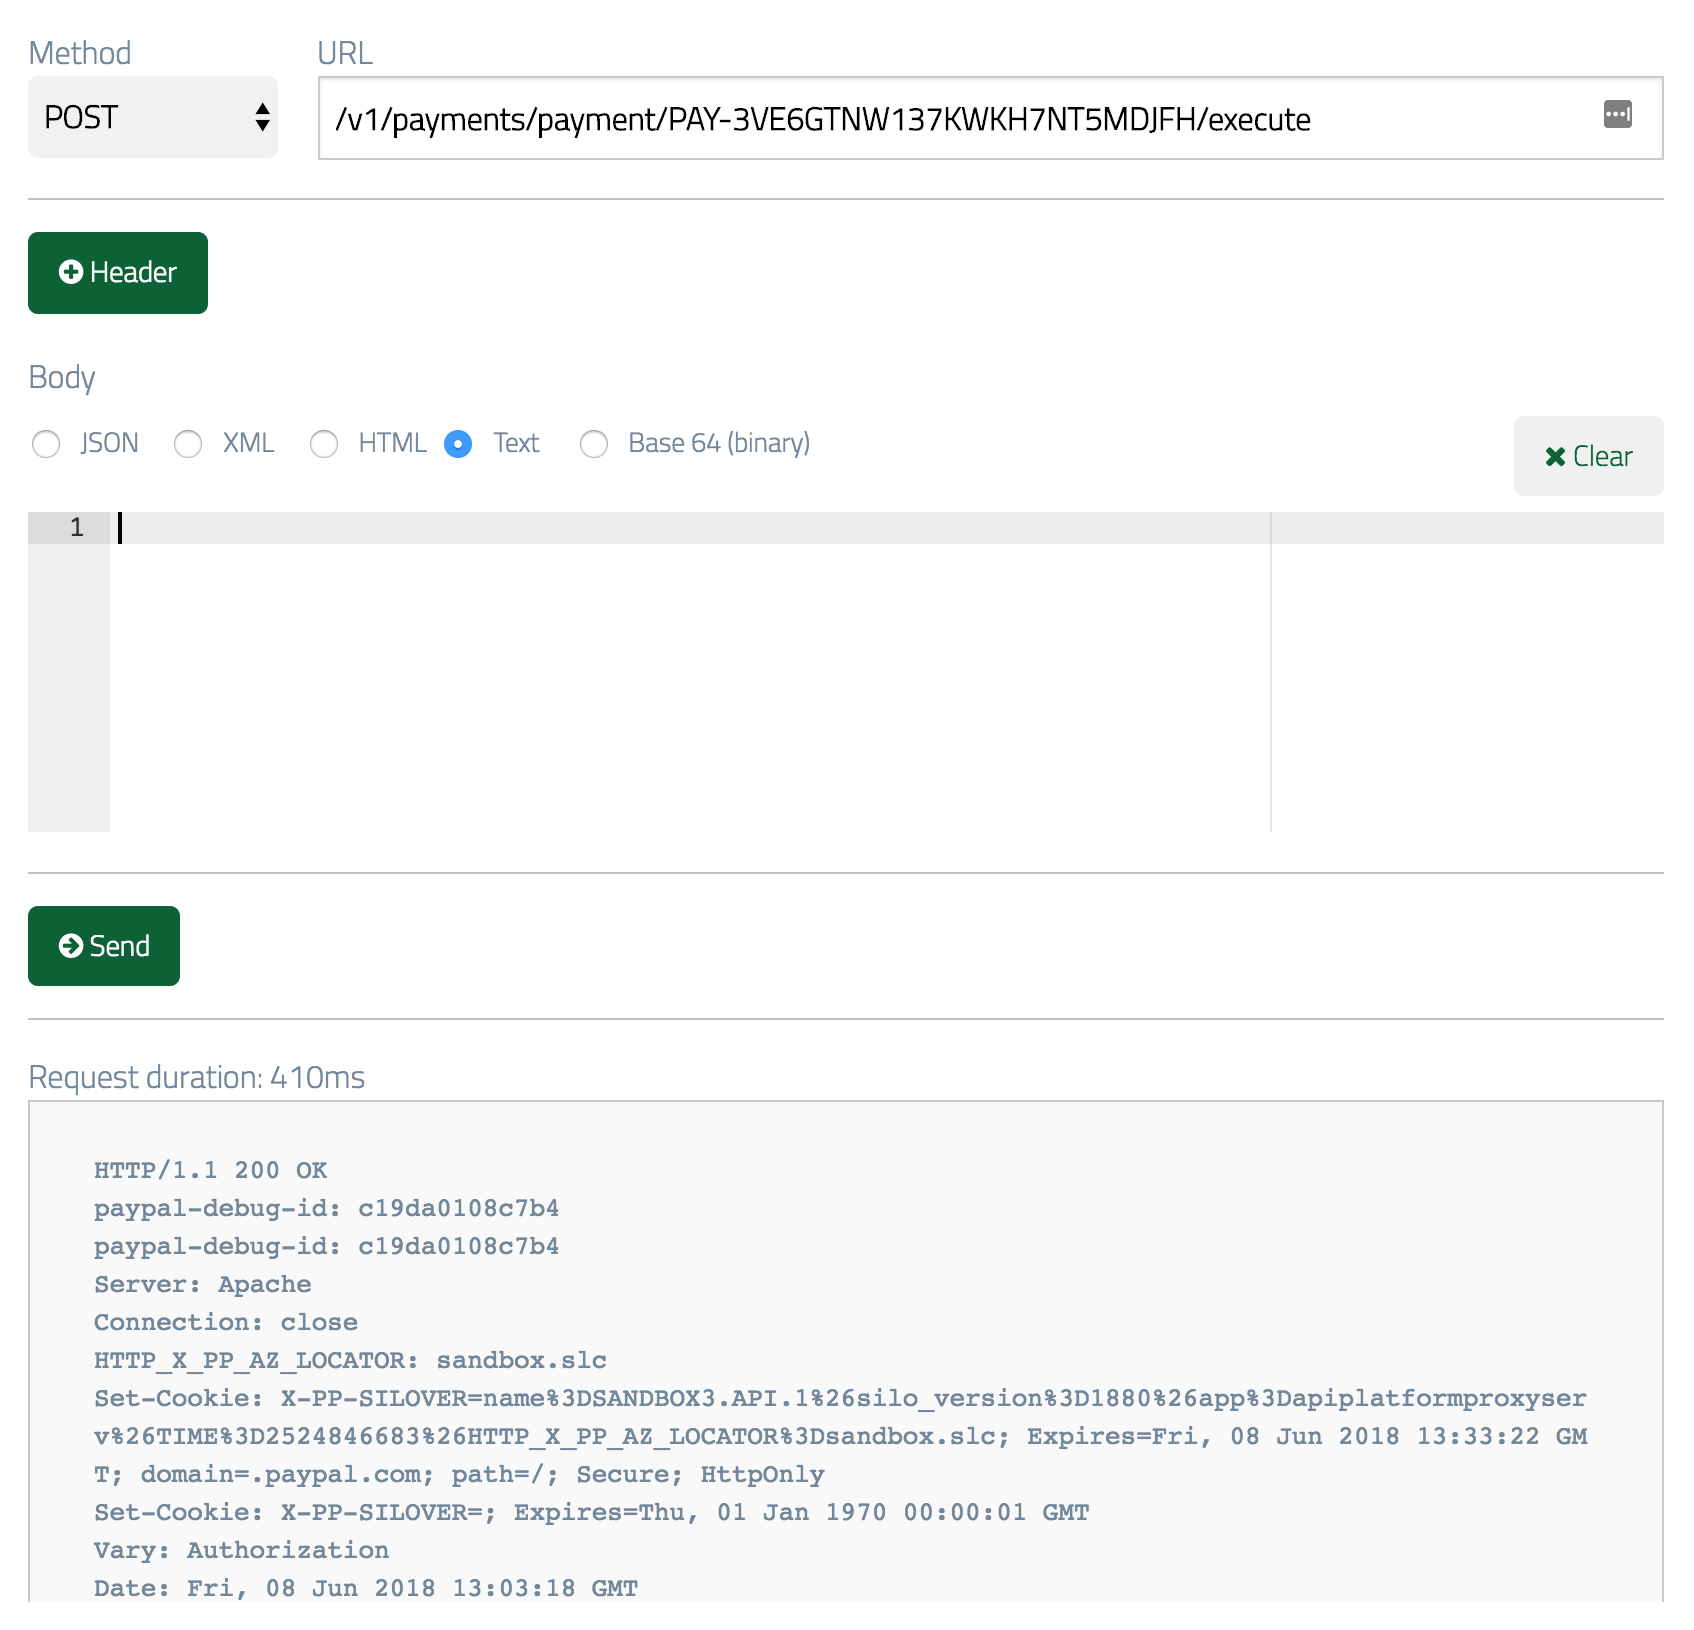 Method
URL
POST
/v1/payments/payment/PAY-3VE6GTNW137KWKH7NT5MDJFH/execute
Header
Body
JSON XML HTML Text Base 64 (binary)
Clear
1
Send
Request duration: 410ms
HTTP/1.1 200 OK
paypal-debug-id: c19da0108c7b4
paypal-debug-id: c19da0108c7b4
Server: Apache
Connection: close
HTTP_X_PP_AZ_LOCATOR: sandbox.slc
Set-Cookie: X-PP-SILOVER=name%3DSANDBOX3.API.1%26silo_version%3D1880%26app%3Dapiplatformproxyser
v%26TIME%3D2524846683%26HTTP_X_PP_AZ_LOCATOR%3Dsandbox.slc; Expires=Fri, 08 Jun 2018 13:33:22 GM
T; domain=.paypal.com; path=/; Secure; HttpOnly
Set-Cookie: X-PP-SILOVER=; Expires=Thu, 01 Jan 1970 00:00:01 GMT
Vary: Authorization
Date: Fri, 08 Jun 2018 13:03:18 GMT